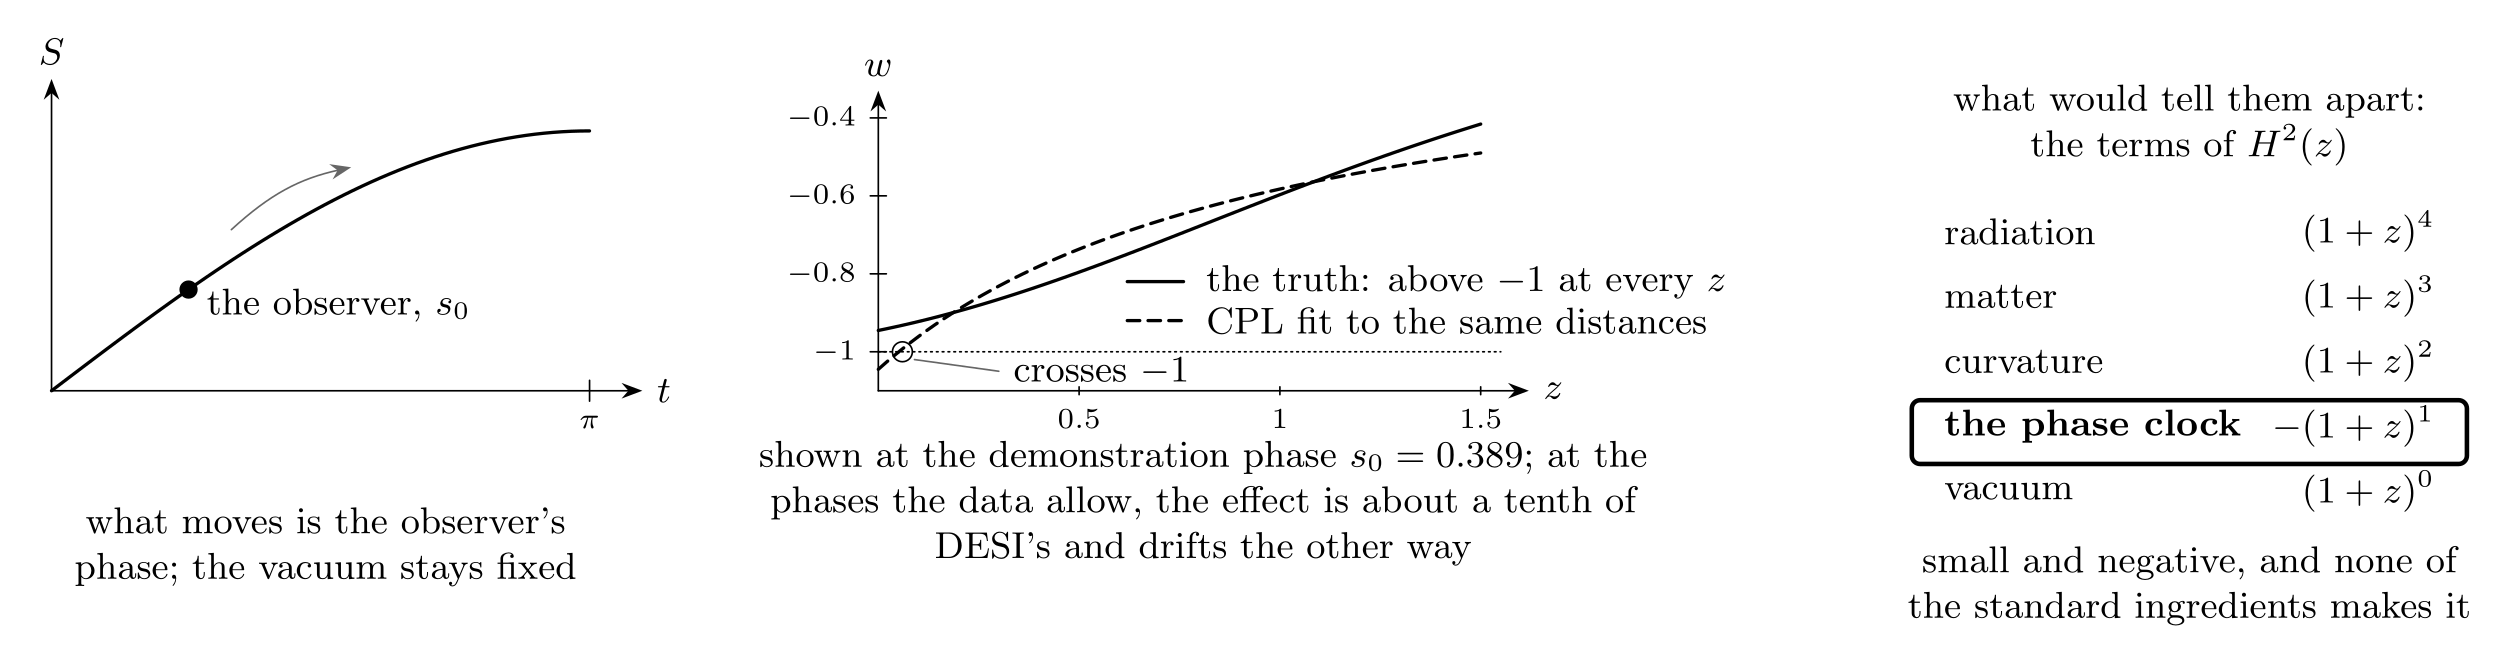 S
the observer, s₀
t
π
what moves is the observer's
phase; the vacuum stays fixed
w
−0.4
−0.6
−0.8
−1
the truth: above −1 at every z
CPL fit to the same distances
crosses −1
z
0.5 1 1.5
shown at the demonstration phase s₀ = 0.389; at the
phases the data allow, the effect is about a tenth of
DESI's and drifts the other way
what would tell them apart:
the terms of H²(z)
radiation (1 + z)⁴
matter (1 + z)³
curvature (1 + z)²
the phase clock −(1 + z)¹
vacuum (1 + z)⁰
small and negative, and none of
the standard ingredients makes it